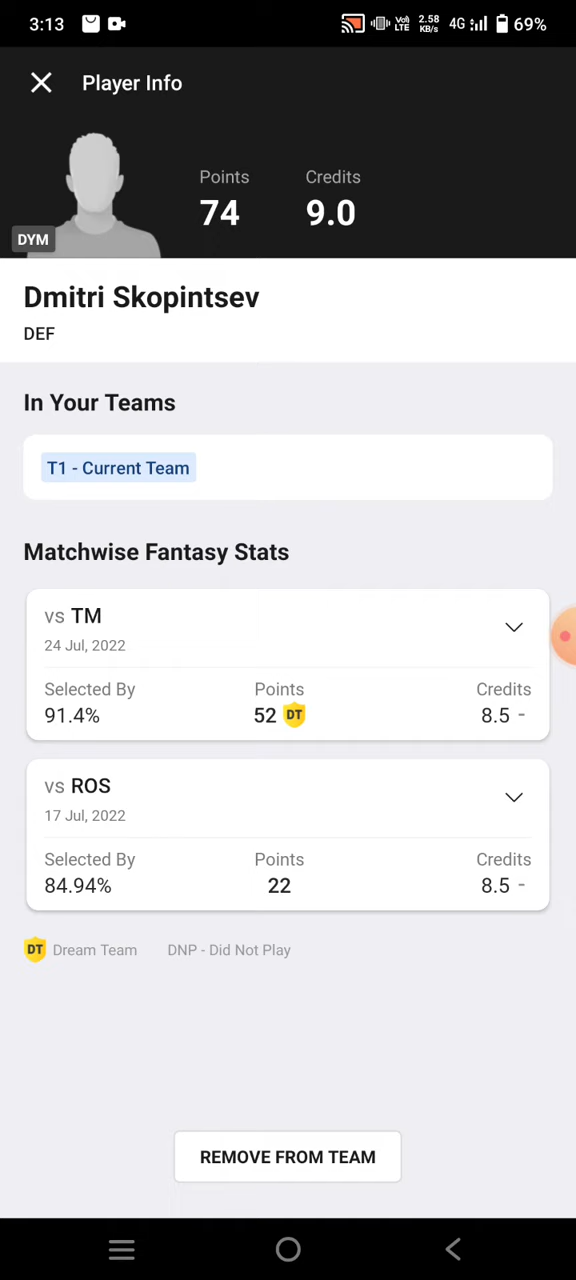 3:13 Vo) LTE 2.58 KB/s 4G 69%
Player Info
Points Credits
74 9.0
DYM
Dmitri Skopintsev
DEF
In Your Teams
T1 - Current Team
Matchwise Fantasy Stats
vs TM
24 Jul, 2022
Selected By Points Credits
91.4% 52 DT 8.5 -
vs ROS
17 Jul, 2022
Selected By Points Credits
84.94% 22 8.5 -
DT Dream Team DNP - Did Not Play
REMOVE FROM TEAM